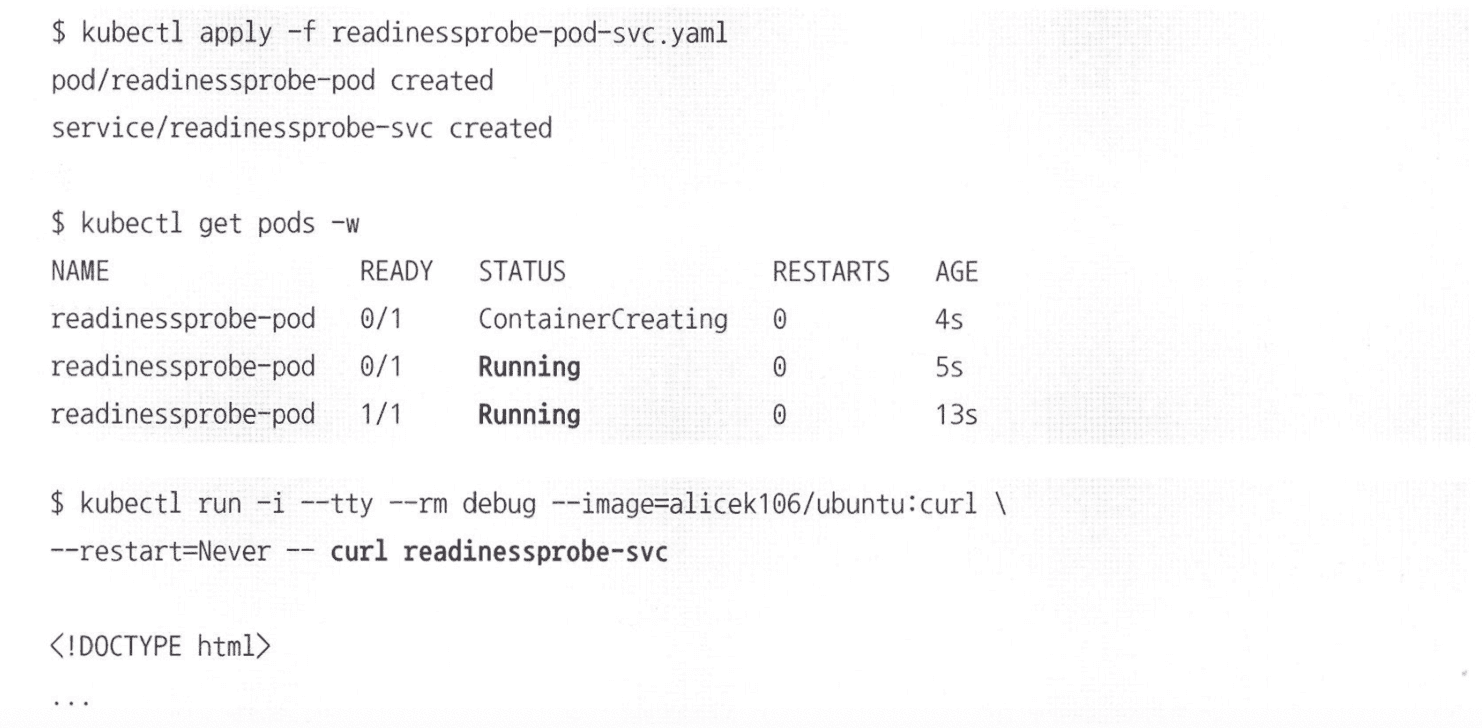 $ kubectl apply -f readinessprobe-pod-svc.yaml
pod/readinessprobe-pod created
service/readinessprobe-svc created
$ kubectl get pods -w
NAME READY STATUS RESTARTS AGE
readinessprobe-pod 0/1 ContainerCreating 0 4s
readinessprobe-pod 0/1 Running 0 5s
readinessprobe-pod 1/1 Running 0 13s
$ kubectl run -i --tty --rm debug --image=alicek106/ubuntu:curl \
--restart=Never -- curl readinessprobe-svc
<!DOCTYPE html>
...